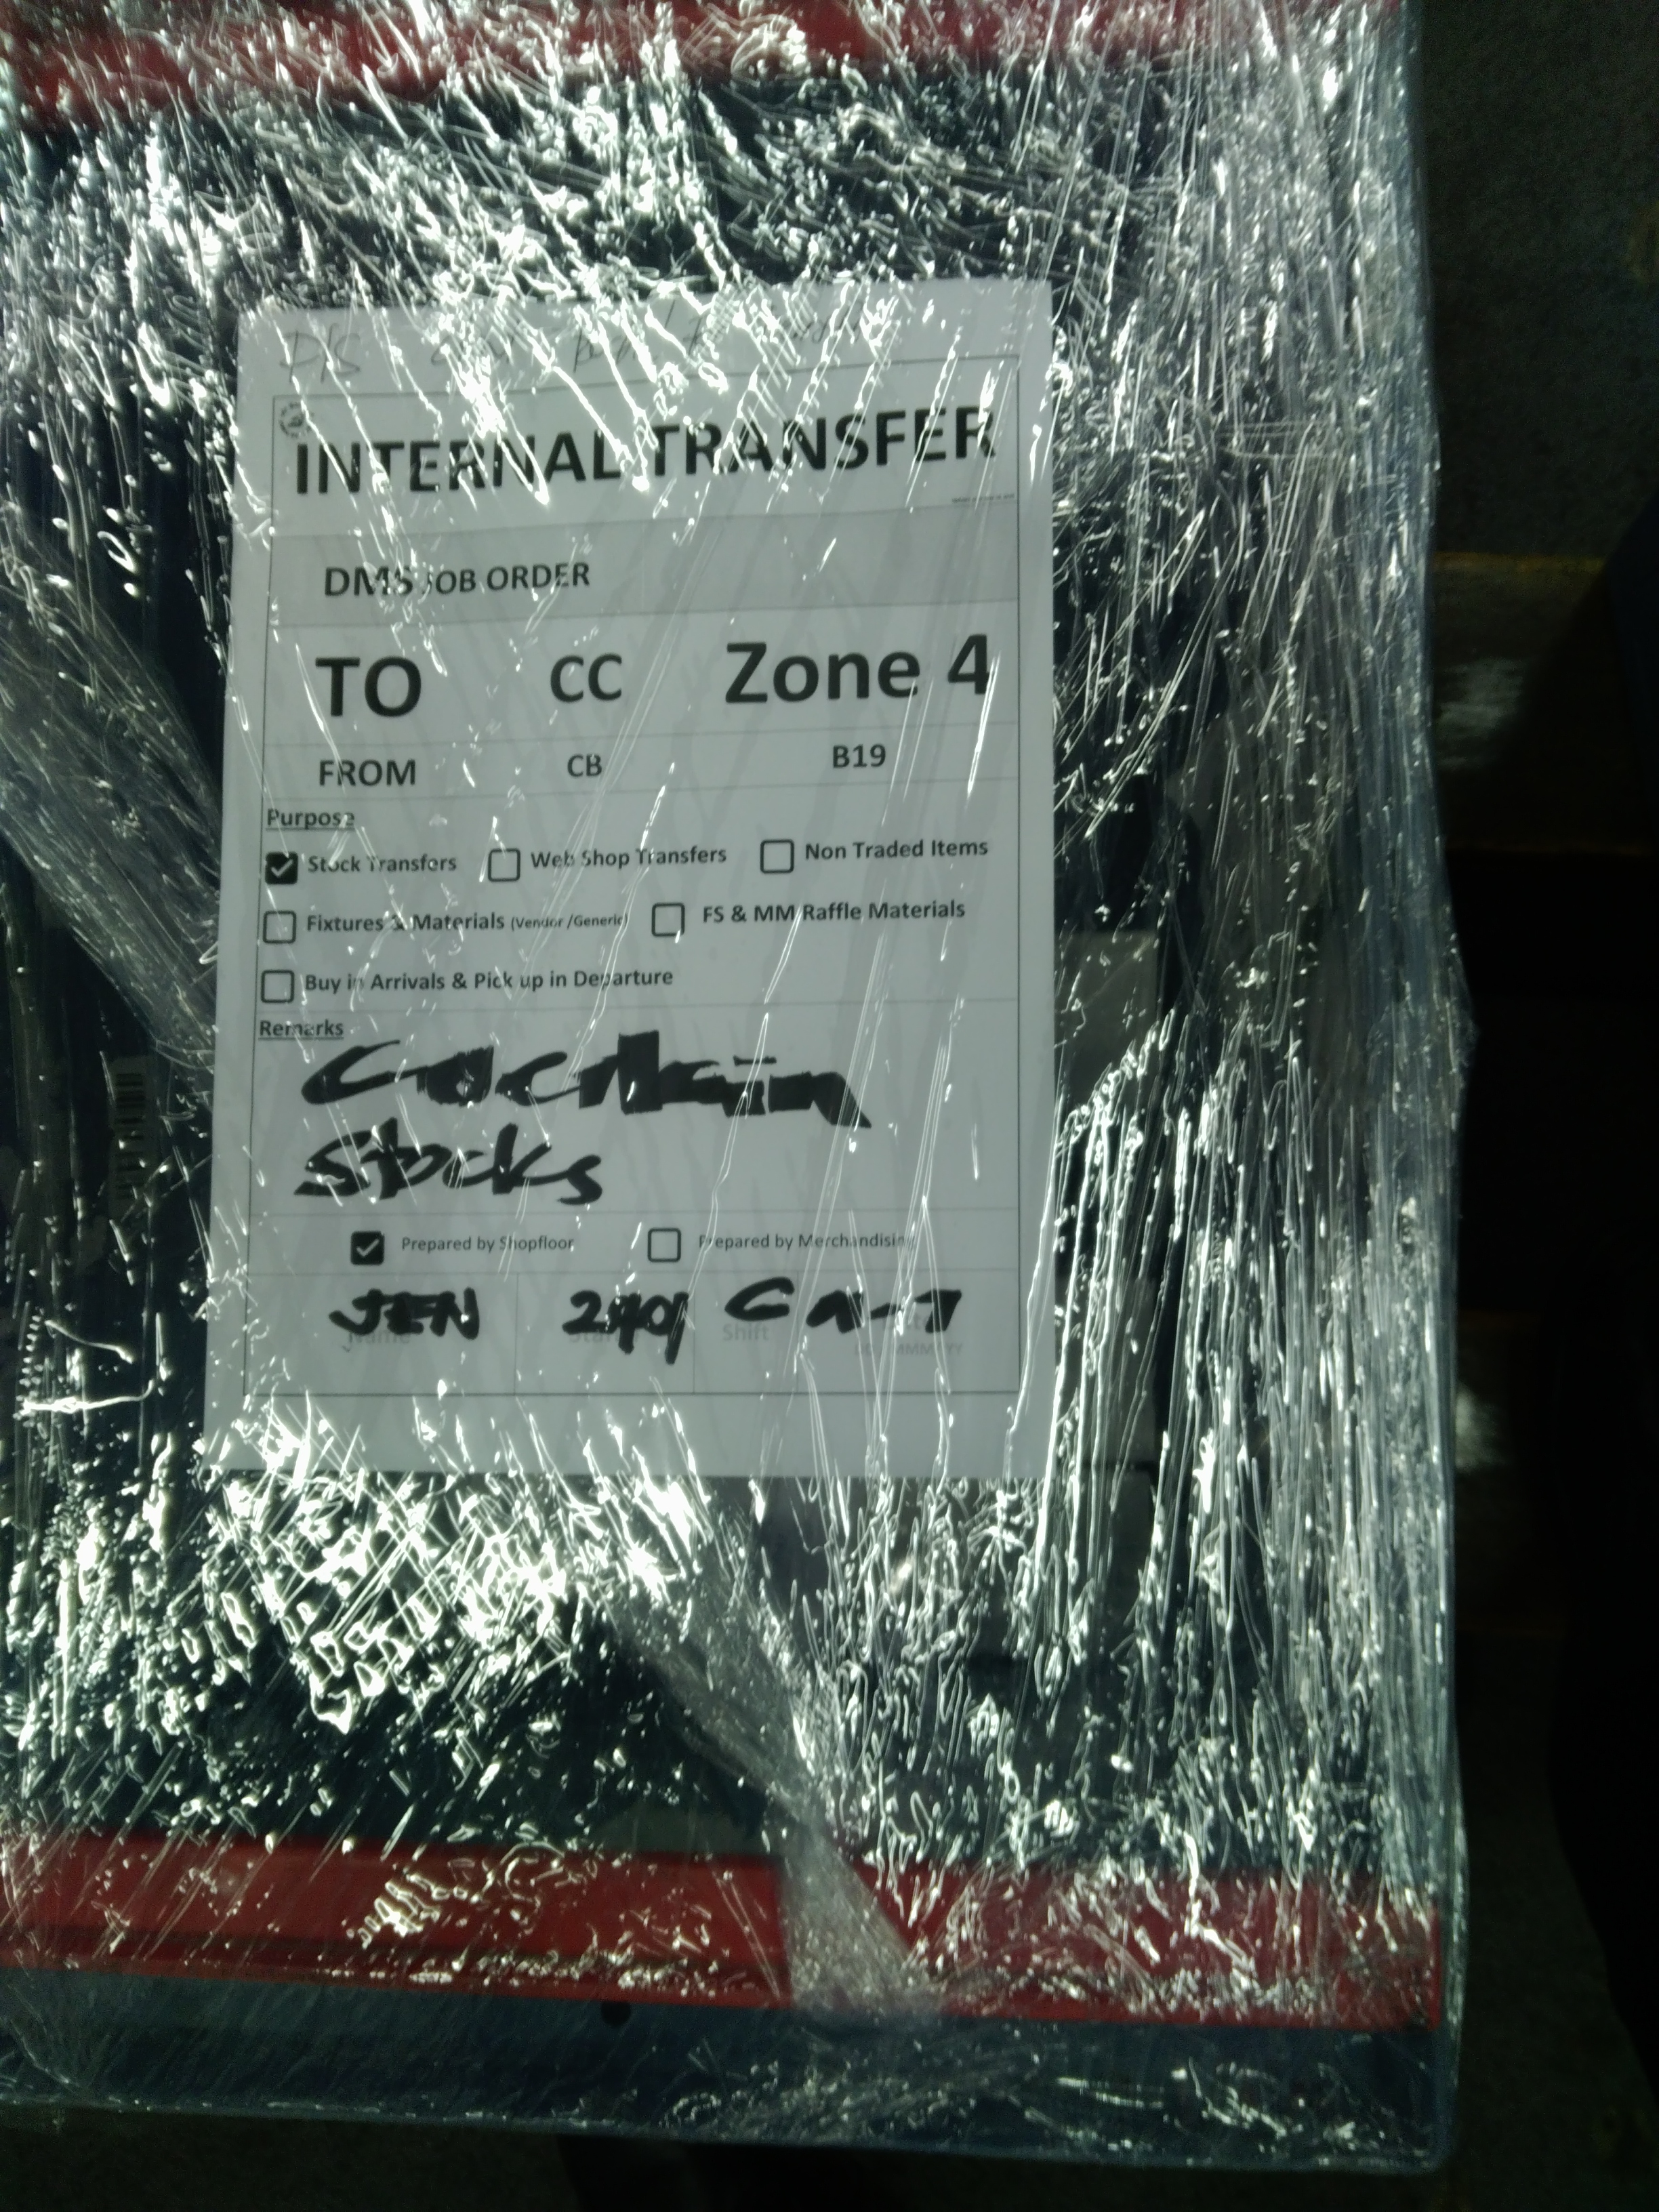 P/S
INTERNAL TRANSFER
DMS JOB ORDER
TO CC Zone 4
FROM CB B19
Purpose
Stock Transfers Web Shop Transfers Non Traded Items
Fixtures & Materials (Vendor /Generic) FS & MM Raffle Materials
Buy in Arrivals & Pick up in Departure
Remarks
Stocks
Prepared by Shopfloor Prepared by Merchandising
JEN
Name Shift